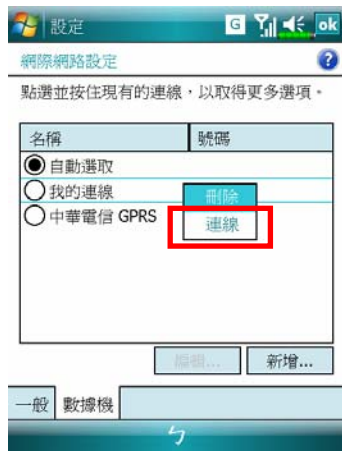 設定
G
ok
網際網路設定
?
點選並按住現有的連線，以取得更多選項。
名稱 號碼
自動選取
我的連線
刪除
中華電信 GPRS
連線
編輯... 新增...
一般 數據機
ㄅ